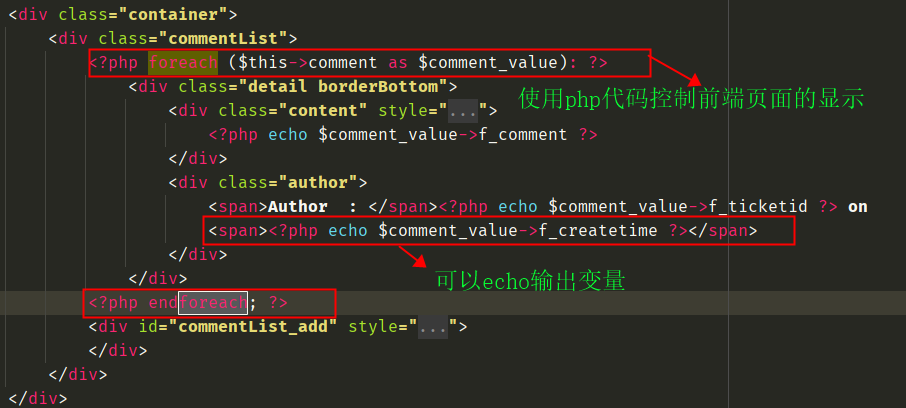 <div class="container">
<div class="commentList">
<?php foreach ($this->comment as $comment_value): ?>
<div class="detail borderBottom">
使用php代码控制前端页面的显示
<div class="content" style="...">
<?php echo $comment_value->f_comment ?>
</div>
<div class="author">
<span>Author  : </span><?php echo $comment_value->f_ticketid ?> on
<span><?php echo $comment_value->f_createtime ?></span>
</div>
可以echo输出变量
</div>
<?php endforeach; ?>
<div id="commentList_add" style="...">
</div>
</div>
</div>